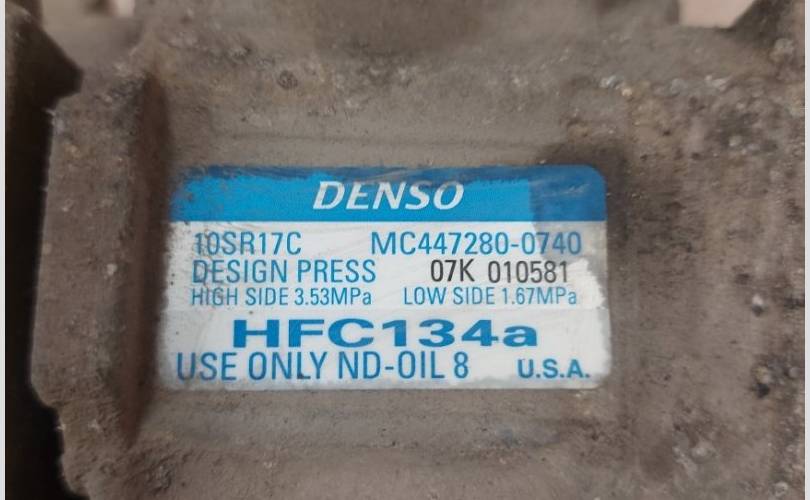 DENSO
10SR17C MC447280-0740
DESIGN PRESS 07K 010581
HIGH SIDE 3.53MPa LOW SIDE 1.67MPa
HFC134a
USE ONLY ND-OIL 8 U.S.A.